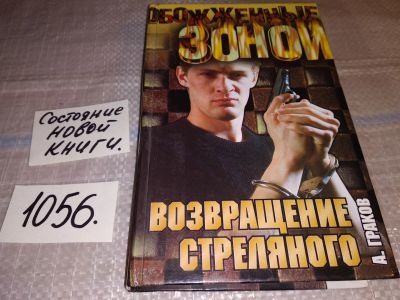 ОБОЖЖЕННЫЕ
ЗОНОЙ
Состояние
новой
книги.
1056.
ВОЗВРАЩЕНИЕ
СТРЕЛЯНОГО
А. ГРАКОВ